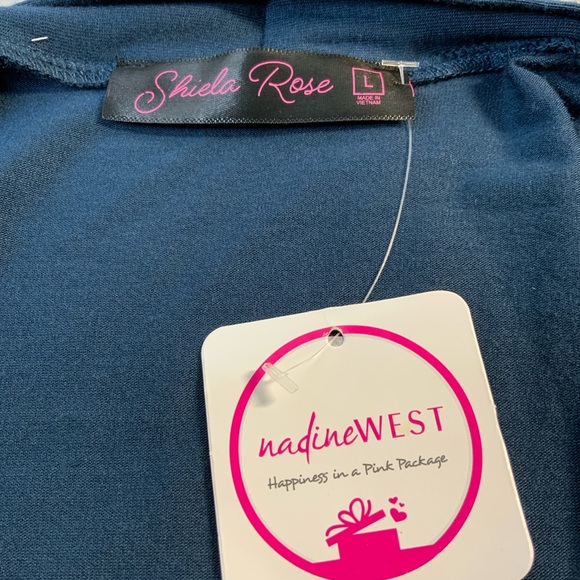 Shiela Rose
L
MADE IN
VIETNAM
nadineWEST
Happiness in a Pink Package